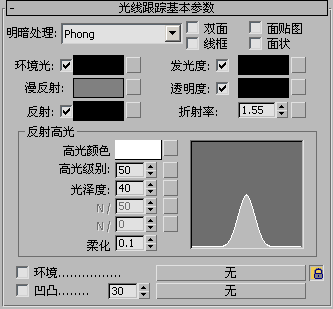 光线跟踪基本参数
明暗处理: Phong 双面 面贴图
线框 面状
环境光: 发光度:
漫反射: 透明度:
反射: 折射率: 1.55
反射高光
高光颜色
高光级别: 50
光泽度: 40
N / 50
N / 0
柔化 0.1
环境................ 无
凹凸........ 30 无